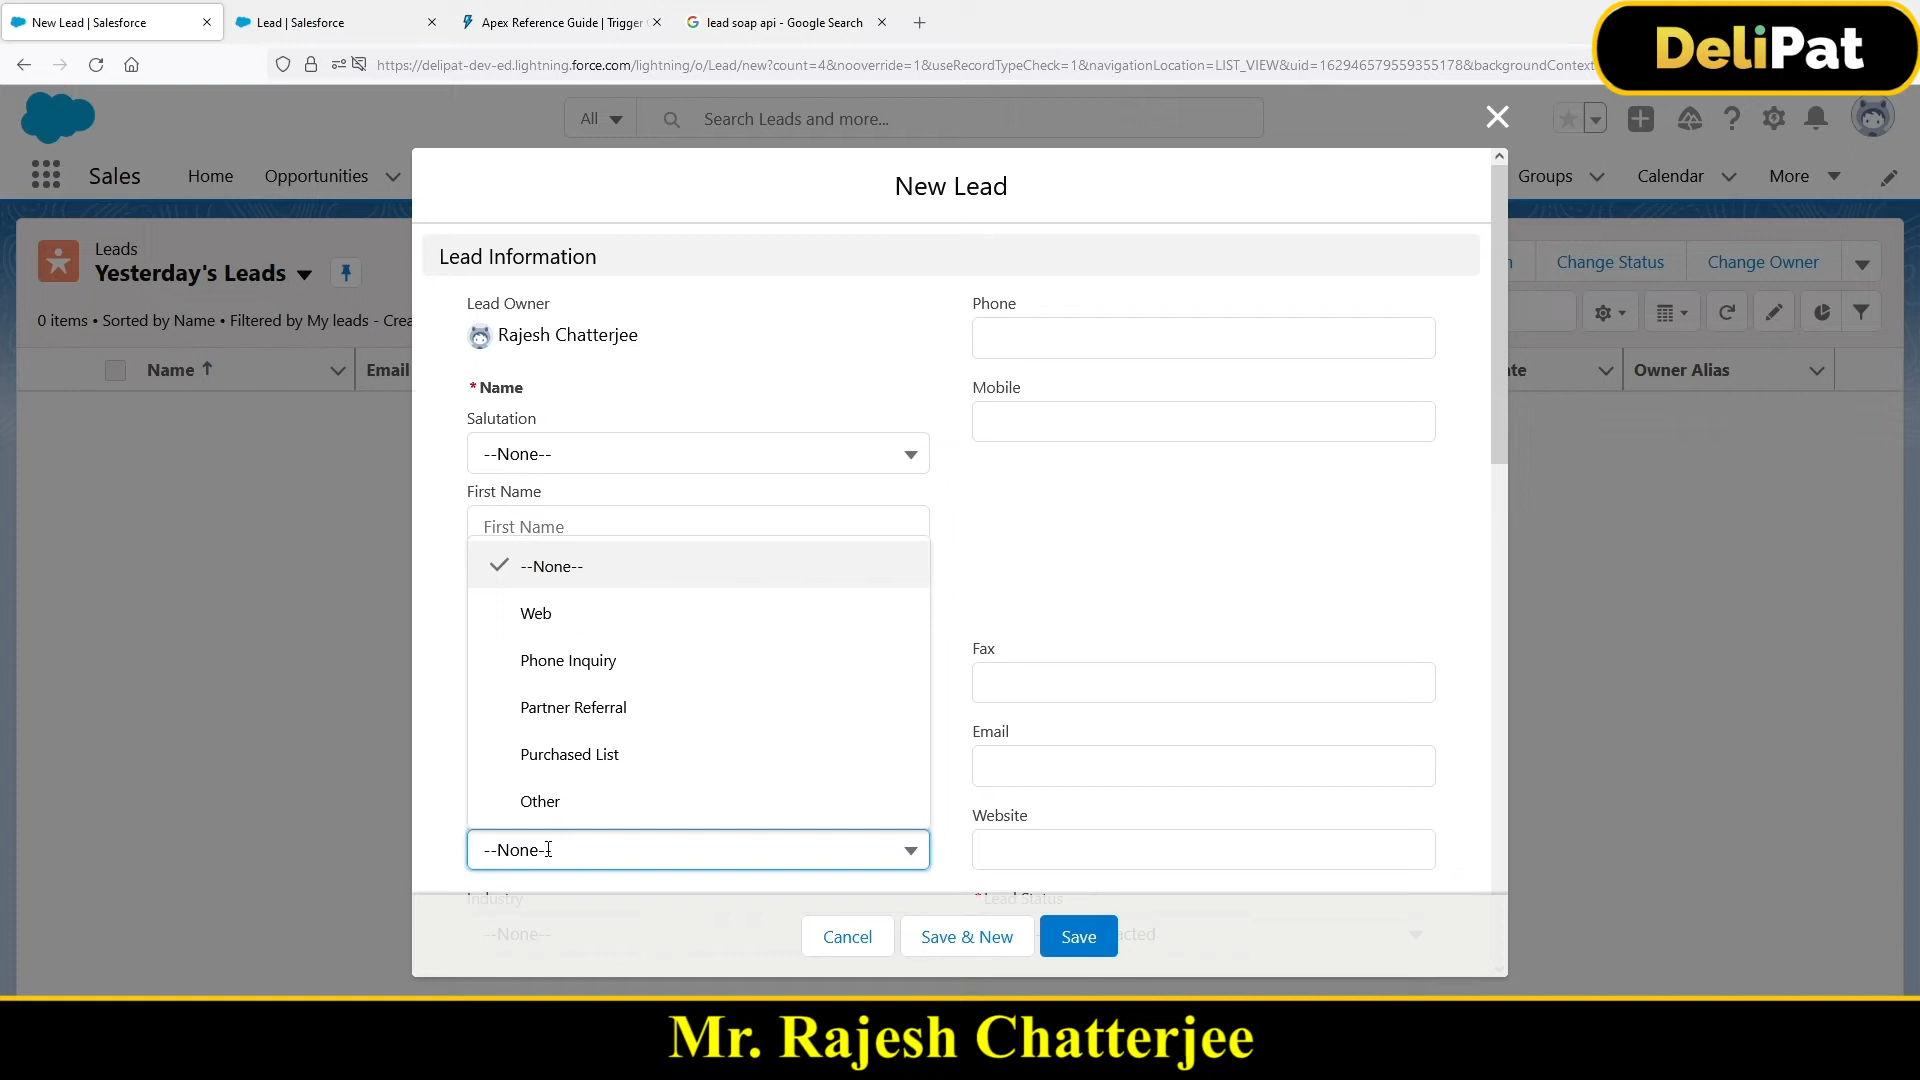 New Lead | Salesforce
Lead | Salesforce
Apex Reference Guide | Trigger
lead soap api - Google Search
https://delipat-dev-ed.lightning.force.com/lightning/o/Lead/new?count=4&nooverride=1&useRecordTypeCheck=1&navigationLocation=LIST_VIEW&uid=162946579559355178&backgroundContext
DeliPat
All
Search Leads and more...
Sales
Home
Opportunities
Groups
Calendar
More
New Lead
Leads
Yesterday's Leads
Change Status
Change Owner
0 items • Sorted by Name • Filtered by My leads - Crea
Name
Email
Owner Alias
Lead Information
Lead Owner
Rajesh Chatterjee
*Name
Salutation
--None--
First Name
First Name
--None--
Web
Phone Inquiry
Partner Referral
Purchased List
Other
--None--
Industry
--None--
Phone
Mobile
Fax
Email
Website
*Lead Status
Cancel
Save & New
Save
Mr. Rajesh Chatterjee